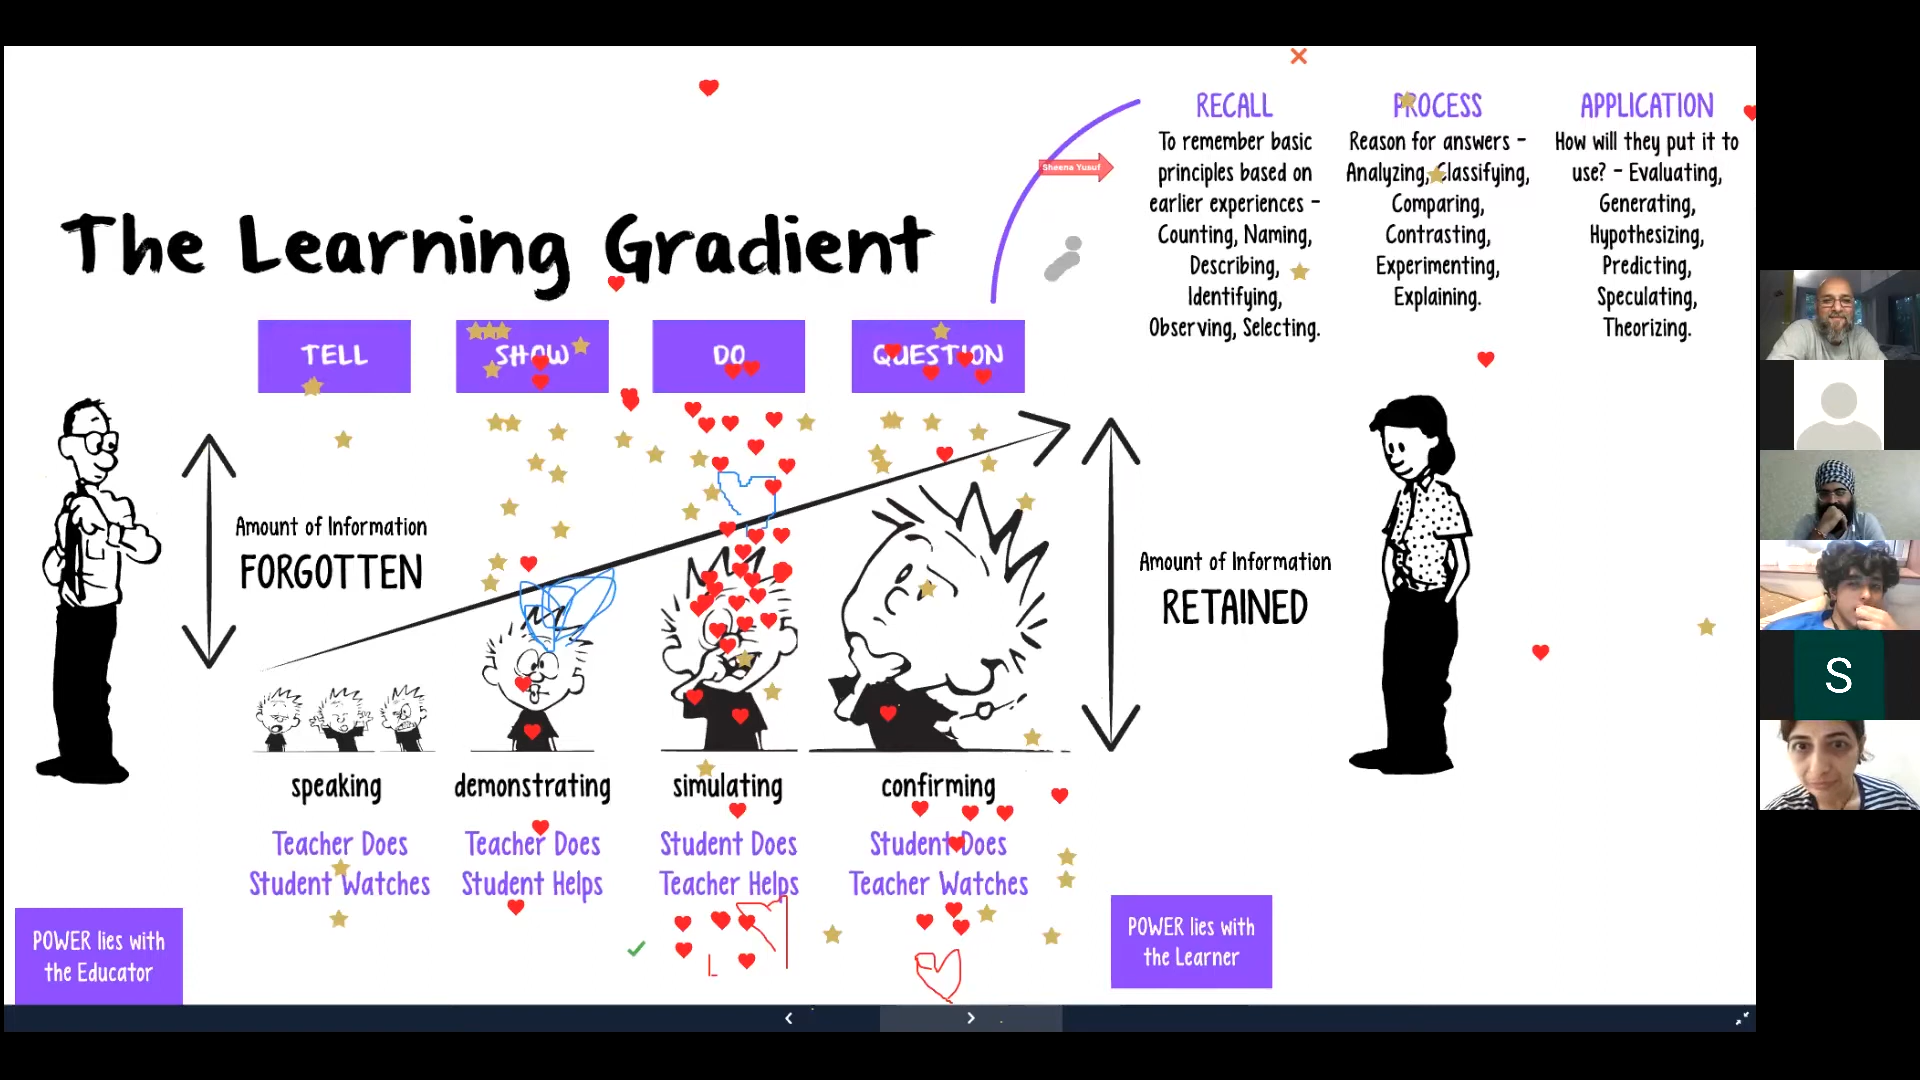 RECALL
To remember basic
principles based on
earlier experiences -
Counting, Naming,
Describing,
Identifying,
Observing, Selecting.
PROCESS
Reason for answers -
Analyzing, Classifying,
Comparing,
Contrasting,
Experimenting,
Explaining.
APPLICATION
How will they put it to
use? - Evaluating,
Generating,
Hypothesizing,
Predicting,
Speculating,
Theorizing.
Sheena Yusuf
The Learning Gradient
TELL
SHOW
DO
QUESTION
Amount of Information
FORGOTTEN
Amount of Information
RETAINED
speaking
demonstrating
simulating
confirming
Teacher Does
Student Watches
Teacher Does
Student Helps
Student Does
Teacher Helps
Student Does
Teacher Watches
POWER lies with
the Educator
POWER lies with
the Learner
S